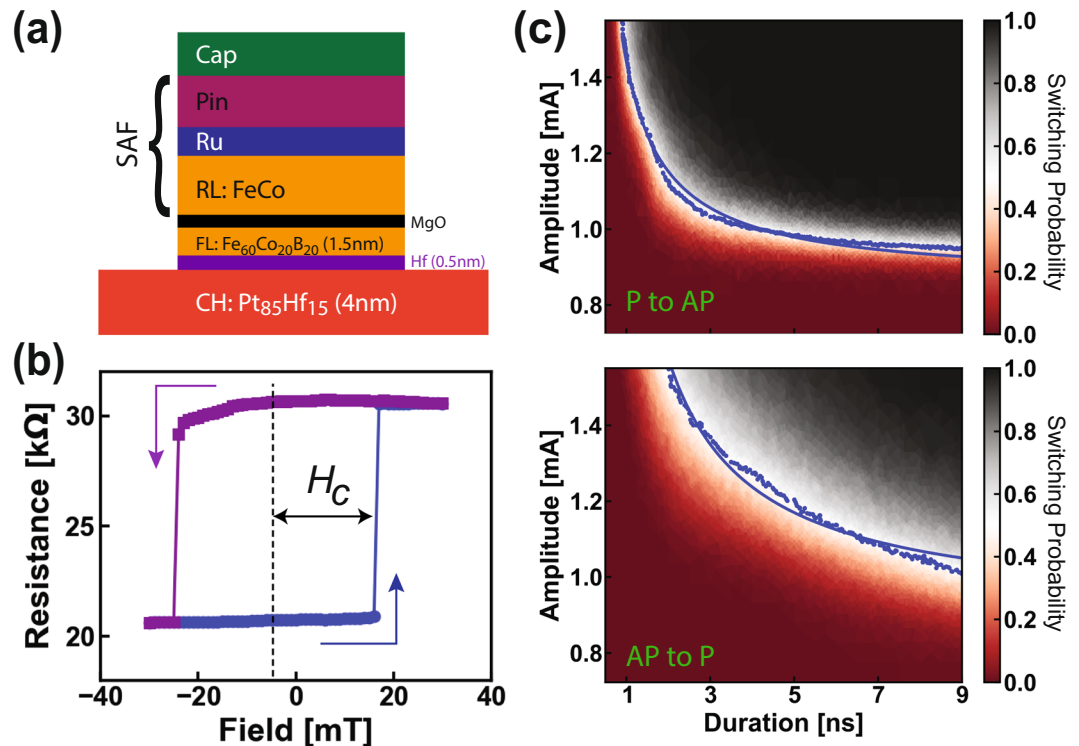 (a)
Cap
Pin
Ru
RL: FeCo
SAF
MgO
FL: Fe60Co20B20 (1.5nm)
Hf (0.5nm)
CH: Pt85Hf15 (4nm)
(b)
Resistance [kΩ]
30
25
20
HC
−40
−20
0
20
40
Field [mT]
(c)
Amplitude [mA]
1.4
1.2
1.0
0.8
P to AP
1.0
0.8
0.6
0.4
0.2
0.0
Switching Probability
Amplitude [mA]
1.4
1.2
1.0
0.8
AP to P
1
3
5
7
9
Duration [ns]
1.0
0.8
0.6
0.4
0.2
0.0
Switching Probability